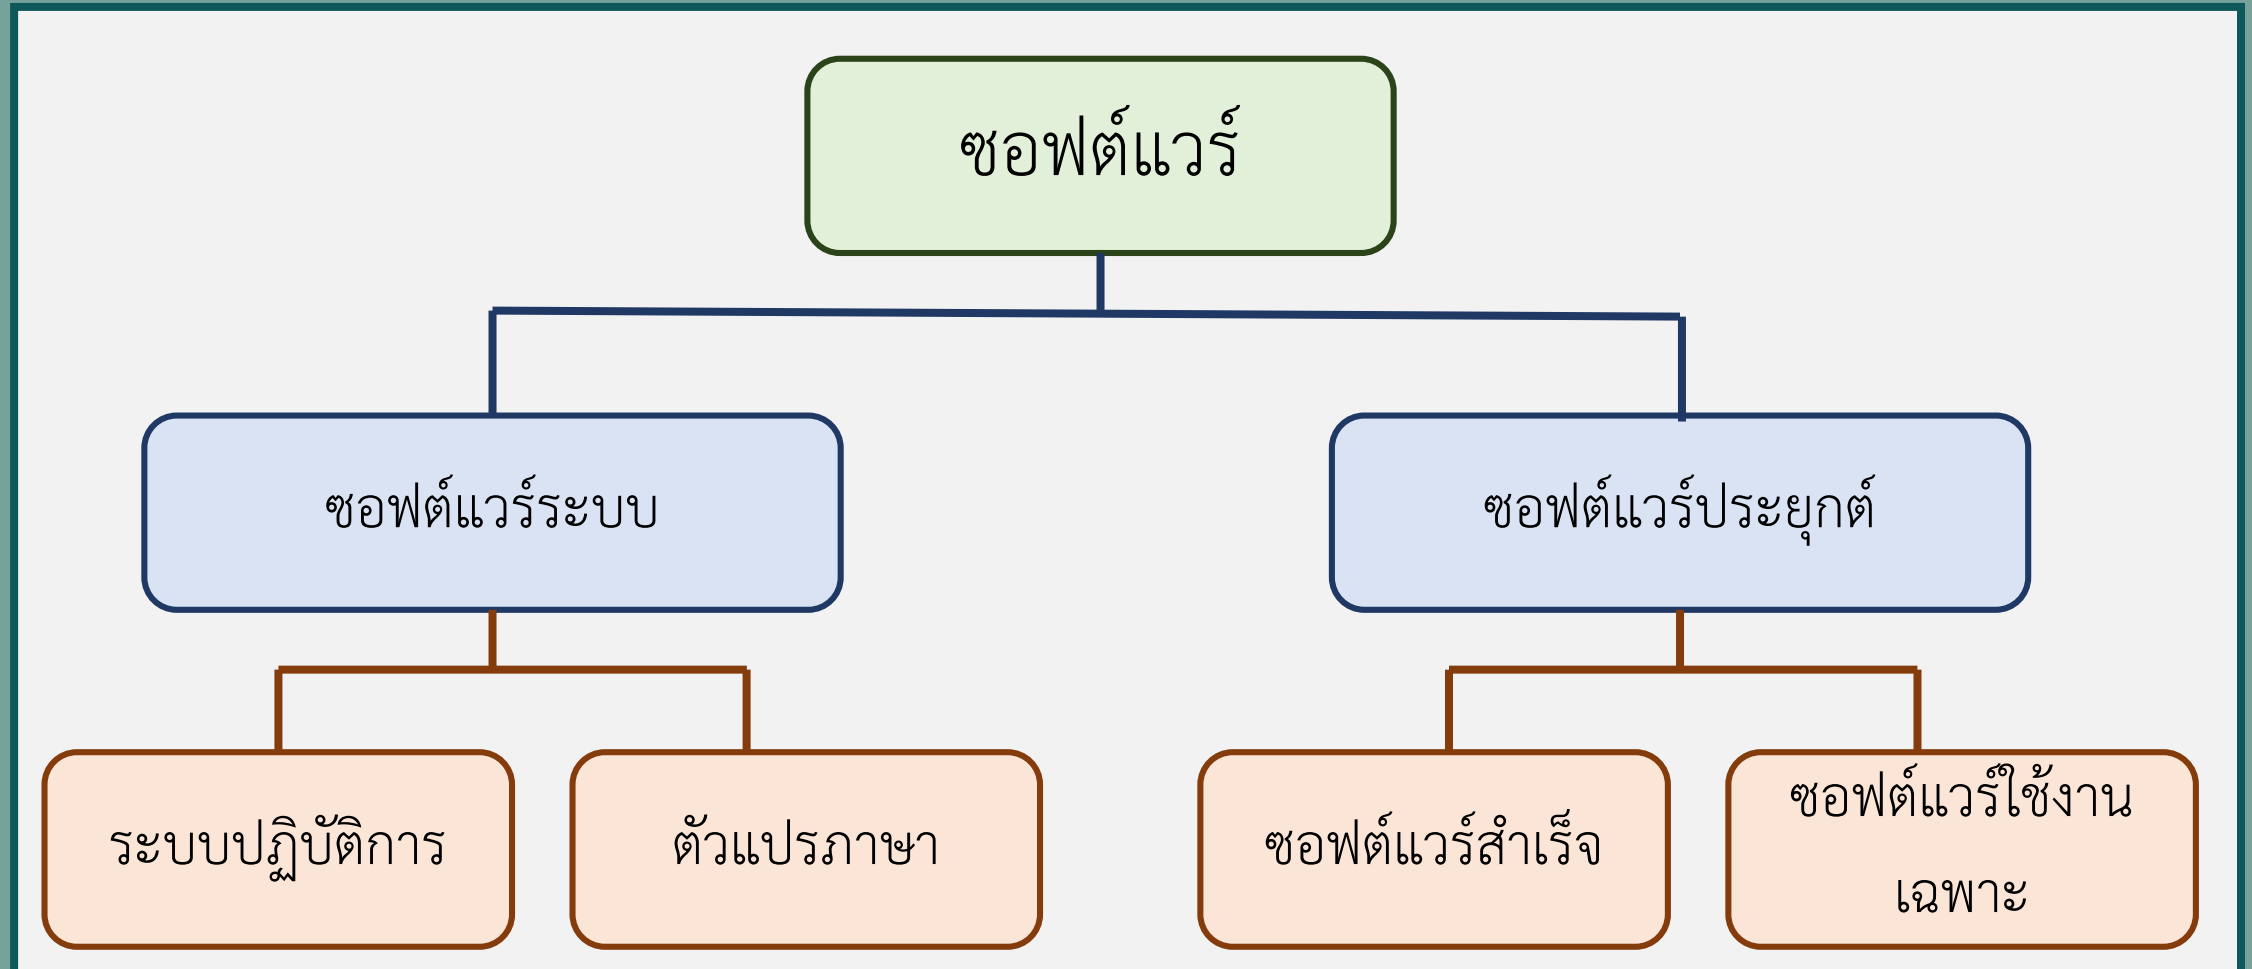 ซอฟต์แวร์
ซอฟต์แวร์ระบบ
ซอฟต์แวร์ประยุกต์
ระบบปฏิบัติการ
ตัวแปรภาษา
ซอฟต์แวร์สำเร็จ
ซอฟต์แวร์ใช้งาน
เฉพาะ